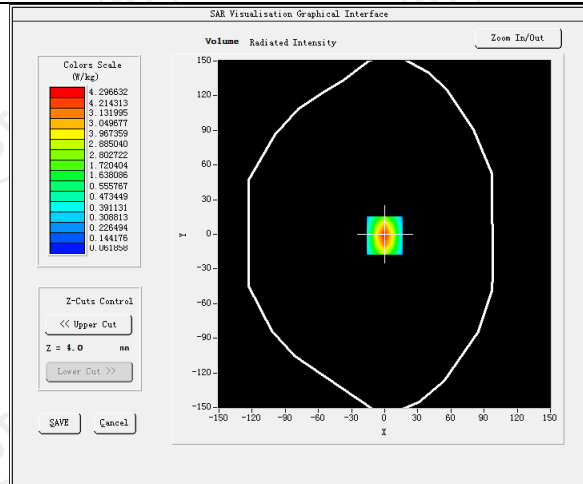 SAR Visualisation Graphical Interface
Volume Radiated Intensity
Zoom In/Out
Colors Scale
(W/kg)
4.296632
4.214313
3.131995
3.049677
3.967359
2.885040
2.802722
1.720404
1.638086
0.555767
0.473449
0.391131
0.308813
0.226494
0.144176
0.061858
Z-Cuts Control
<< Upper Cut
Z = 4.0 mm
Lower Cut >>
SAVE
Cancel
150
90
60
30
0
-30
-60
-90
-120
-150
Y
-150 -120 -90 -60 -30 0 30 60 90 120 150
X